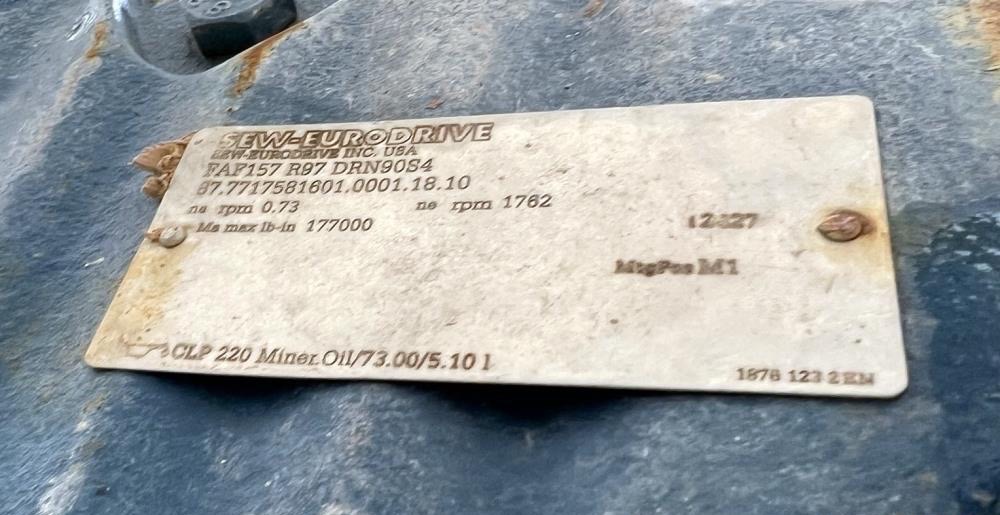 SEW-EURODRIVE
SEW-EURODRIVE INC. USA
FAF157 R97 DRN90S4
87.7717581601.0001.18.10
na rpm 0.73 ne rpm 1762
Ma max lb-in 177000
i 2427
MtgPos M1
CLP 220 Miner.Oil/73.00/5.10 l
1876 123 2 EN